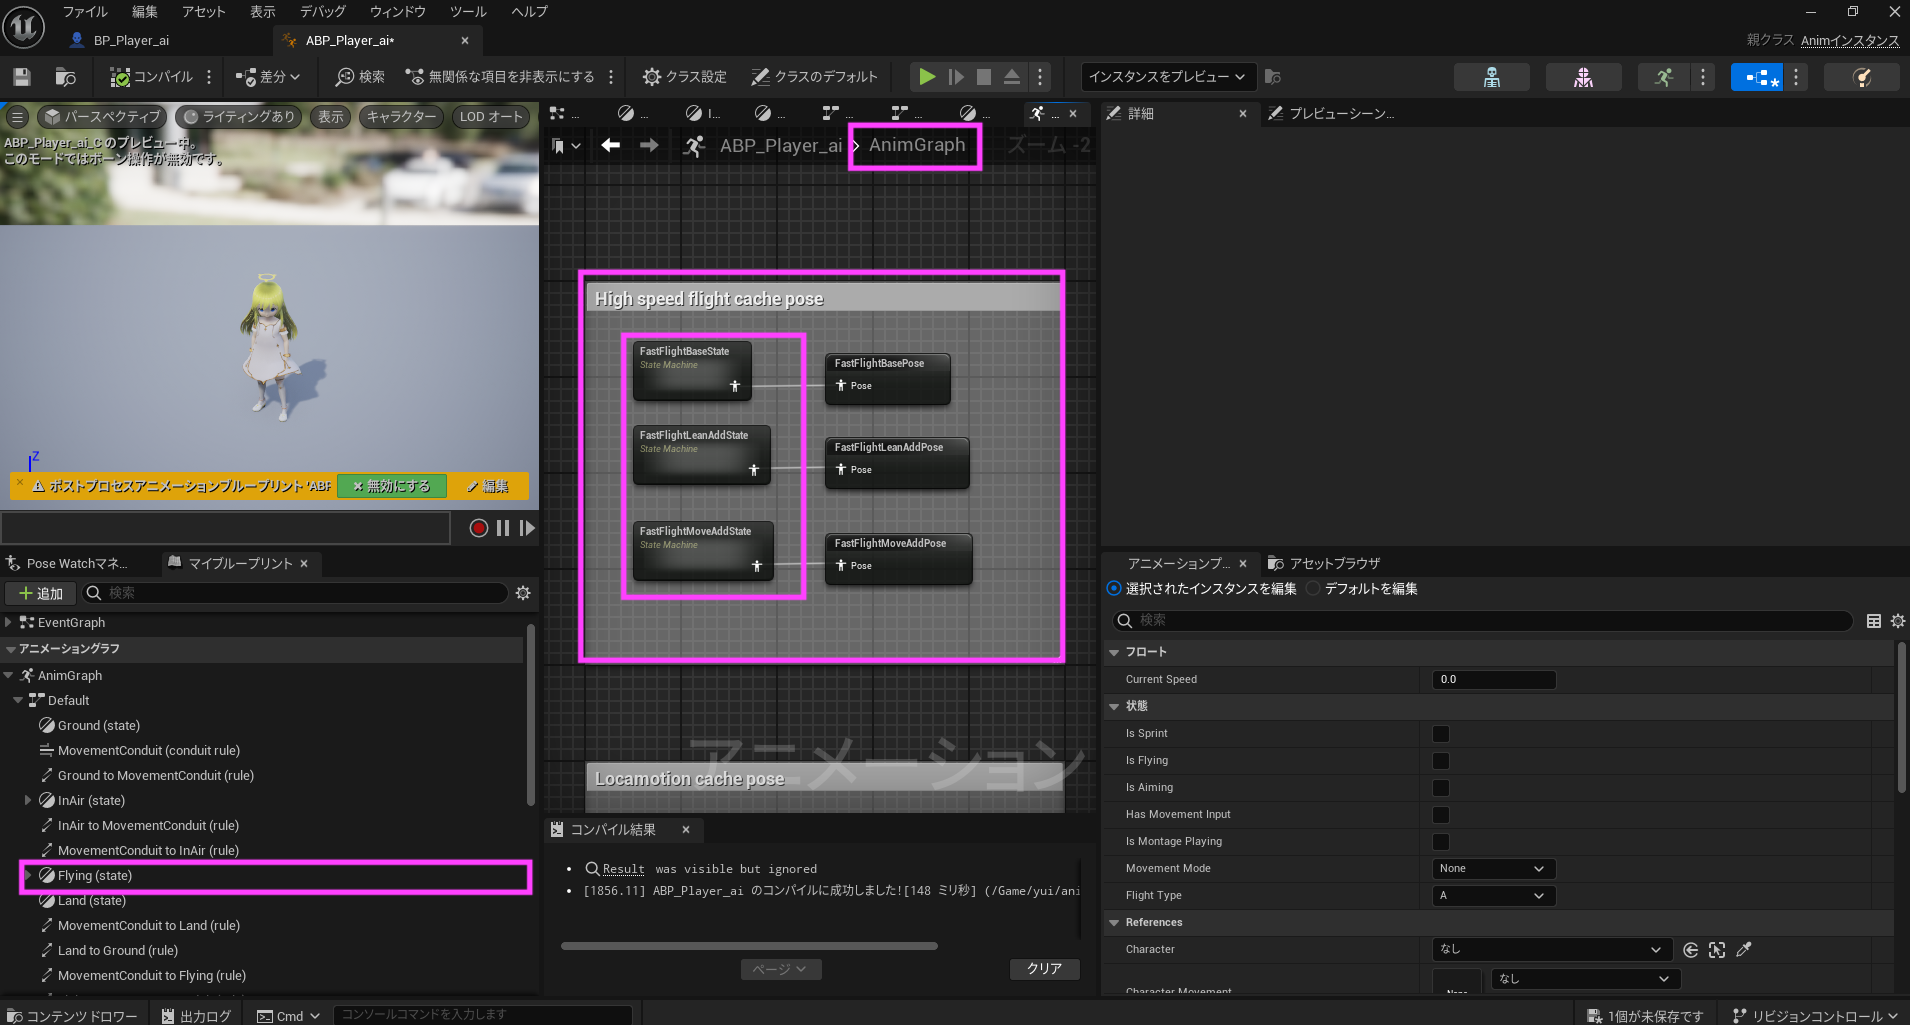 ファイル 編集 アセット 表示 デバッグ ウィンドウ ツール ヘルプ
BP_Player_ai
ABP_Player_ai*
親クラス Animインスタンス
コンパイル
差分
検索
無関係な項目を非表示にする
クラス設定
クラスのデフォルト
インスタンスをプレビュー
パースペクティブ
ライティングあり
表示
キャラクター
LOD オート
ABP_Player_ai_C のプレビュー中。
このモードではボーン操作が無効です。
Z
ポストプロセスアニメーションブループリント 'ABP
無効にする
編集
Pose Watchマネ...
マイブループリント
追加
検索
EventGraph
アニメーショングラフ
AnimGraph
Default
Ground (state)
MovementConduit (conduit rule)
Ground to MovementConduit (rule)
InAir (state)
InAir to MovementConduit (rule)
MovementConduit to InAir (rule)
Flying (state)
Land (state)
MovementConduit to Land (rule)
Land to Ground (rule)
MovementConduit to Flying (rule)
...
...
I...
...
...
...
...
...
ABP_Player_ai
AnimGraph
ズーム -2
High speed flight cache pose
FastFlightBaseState
State Machine
FastFlightBasePose
Pose
FastFlightLeanAddState
State Machine
FastFlightLeanAddPose
Pose
FastFlightMoveAddState
State Machine
FastFlightMoveAddPose
Pose
アニメーション
Locamotion cache pose
コンパイル結果
Result was visible but ignored
[1856.11] ABP_Player_ai のコンパイルに成功しました![148 ミリ秒] (/Game/yui/ani
ページ
クリア
詳細
プレビューシーン...
アニメーションプ...
アセットブラウザ
選択されたインスタンスを編集
デフォルトを編集
検索
フロート
Current Speed 0.0
状態
Is Sprint
Is Flying
Is Aiming
Has Movement Input
Is Montage Playing
Movement Mode None
Flight Type A
References
Character なし
Character Movement None なし
コンテンツ ドロワー
出力ログ
Cmd
コンソールコマンドを入力します
1個が未保存です
リビジョンコントロール